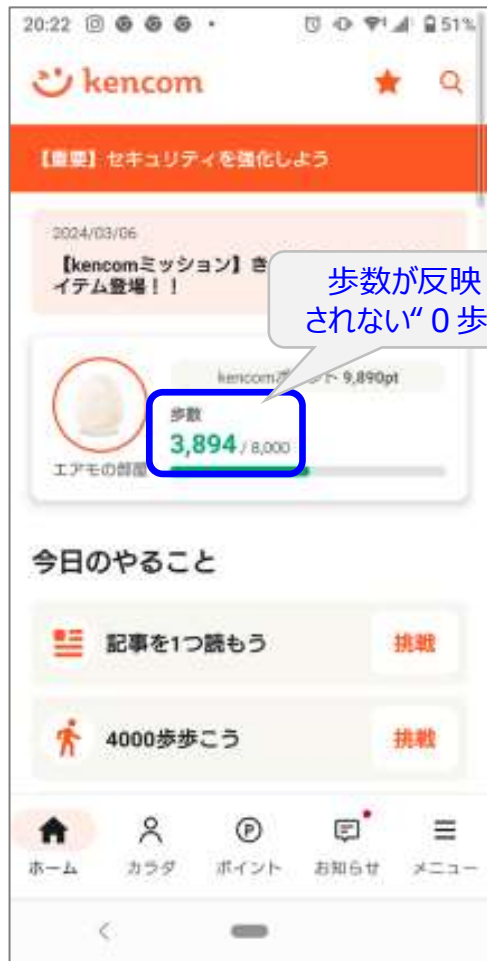 20:22 51%
kencom
【重要】セキュリティを強化しよう
2024/03/06
【kencomミッション】き
イテム登場！！
歩数が反映
されない“０歩
kencomポイント 9,890pt
歩数
3,894 / 8,000
エアモの部屋
今日のやること
記事を1つ読もう 挑戦
4000歩歩こう 挑戦
ホーム カラダ ポイント お知らせ メニュー